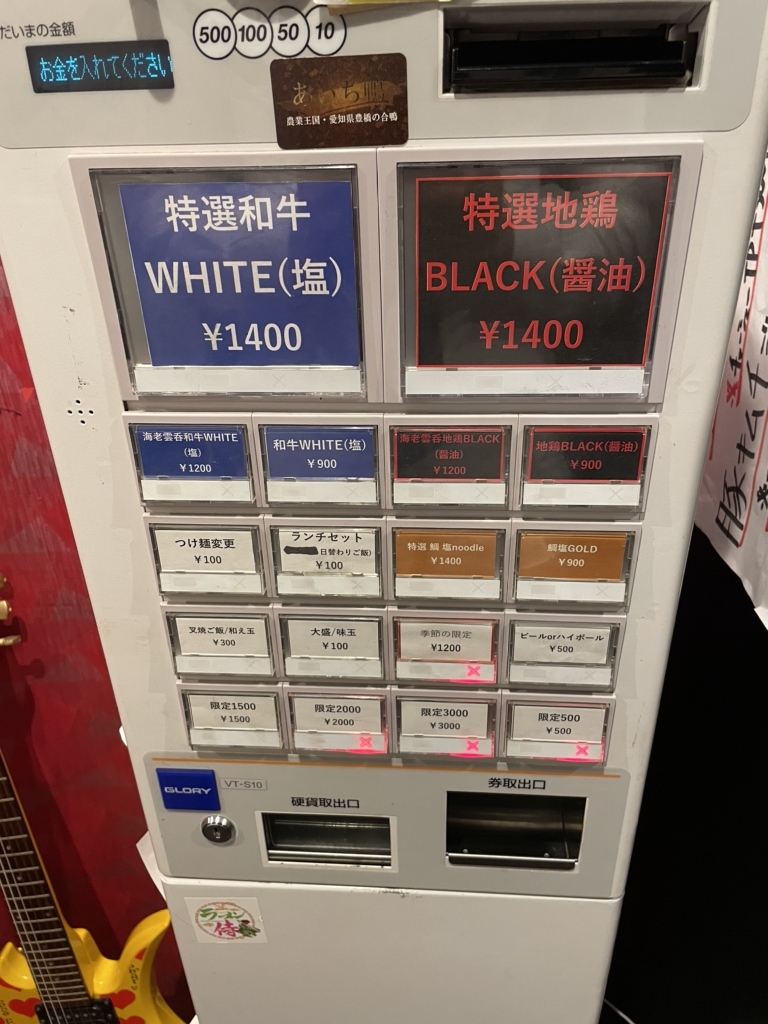 だいまの金額
500 100 50 10
お金を入れてください
あいち鴨
農業王国・愛知県豊橋の合鴨
特選和牛
WHITE(塩)
¥1400
特選地鶏
BLACK(醤油)
¥1400
海老雲呑和牛WHITE
(塩)
¥1200
和牛WHITE(塩)
¥900
海老雲呑地鶏BLACK
(醤油)
¥1200
地鶏BLACK(醤油)
¥900
つけ麺変更
¥100
ランチセット
日替わりご飯)
¥100
特選 鯛 塩noodle
¥1400
鯛塩GOLD
¥900
叉焼ご飯/和え玉
¥300
大盛/味玉
¥100
季節の限定
¥1200
ビールorハイボール
¥500
限定1500
¥1500
限定2000
¥2000
限定3000
¥3000
限定500
¥500
GLORY
VT-S10
硬貨取出口
券取出口
ラーメン
侍
豚キムチ